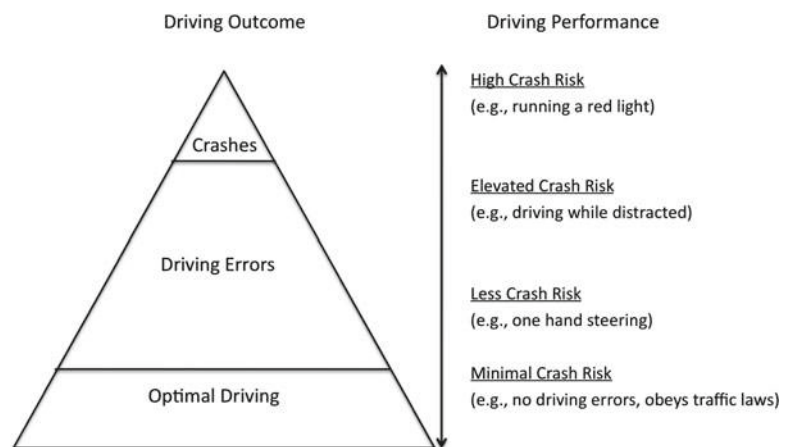 Driving Outcome
Driving Performance
Crashes
Driving Errors
Optimal Driving
High Crash Risk
(e.g., running a red light)
Elevated Crash Risk
(e.g., driving while distracted)
Less Crash Risk
(e.g., one hand steering)
Minimal Crash Risk
(e.g., no driving errors, obeys traffic laws)